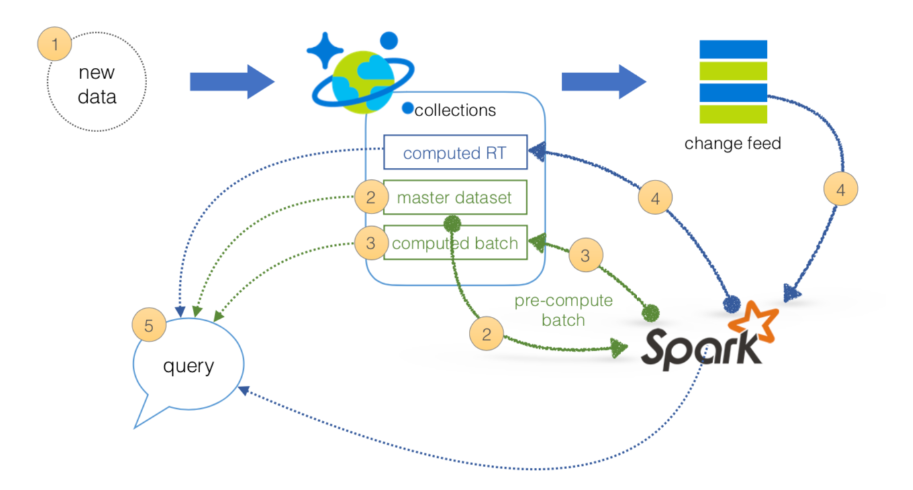 1
new
data
collections
change feed
computed RT
2
master dataset
4
4
3
computed batch
3
pre-compute
batch
2
Spark
5
query